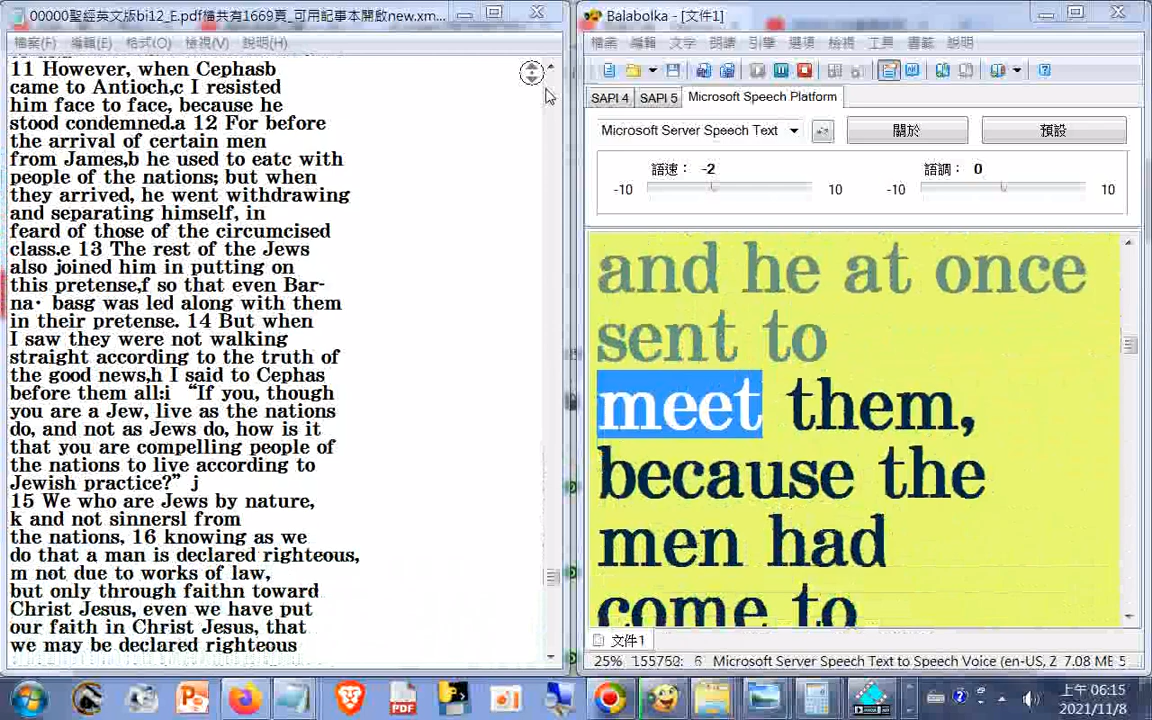 00000聖經英文版bi12_E.pdf檔共有1669頁_可用記事本開啟new.xm...
檔案(F) 編輯(E) 格式(O) 檢視(V) 說明(H)
11 However, when Cephasb
came to Antioch,c I resisted
him face to face, because he
stood condemned.a 12 For before
the arrival of certain men
from James,b he used to eatc with
people of the nations; but when
they arrived, he went withdrawing
and separating himself, in
feard of those of the circumcised
class.e 13 The rest of the Jews
also joined him in putting on
this pretense,f so that even Bar-
na· basg was led along with them
in their pretense. 14 But when
I saw they were not walking
straight according to the truth of
the good news,h I said to Cephas
before them all:i “If you, though
you are a Jew, live as the nations
do, and not as Jews do, how is it
that you are compelling people of
the nations to live according to
Jewish practice?” j
15 We who are Jews by nature,
k and not sinnersl from
the nations, 16 knowing as we
do that a man is declared righteous,
m not due to works of law,
but only through faithn toward
Christ Jesus, even we have put
our faith in Christ Jesus, that
we may be declared righteous
Balabolka - [文件1]
檔案 編輯 文字 朗讀 引擎 選項 檢視 工具 書籤 說明
SAPI 4 SAPI 5 Microsoft Speech Platform
Microsoft Server Speech Text 關於 預設
語速： -2 語調： 0
-10 10 -10 10
and he at once
sent to
meet them,
because the
men had
come to
文件1
25% 155752: 6 Microsoft Server Speech Text to Speech Voice (en-US, 2 7.08 MB 5
PDF
上午 06:15
2021/11/8